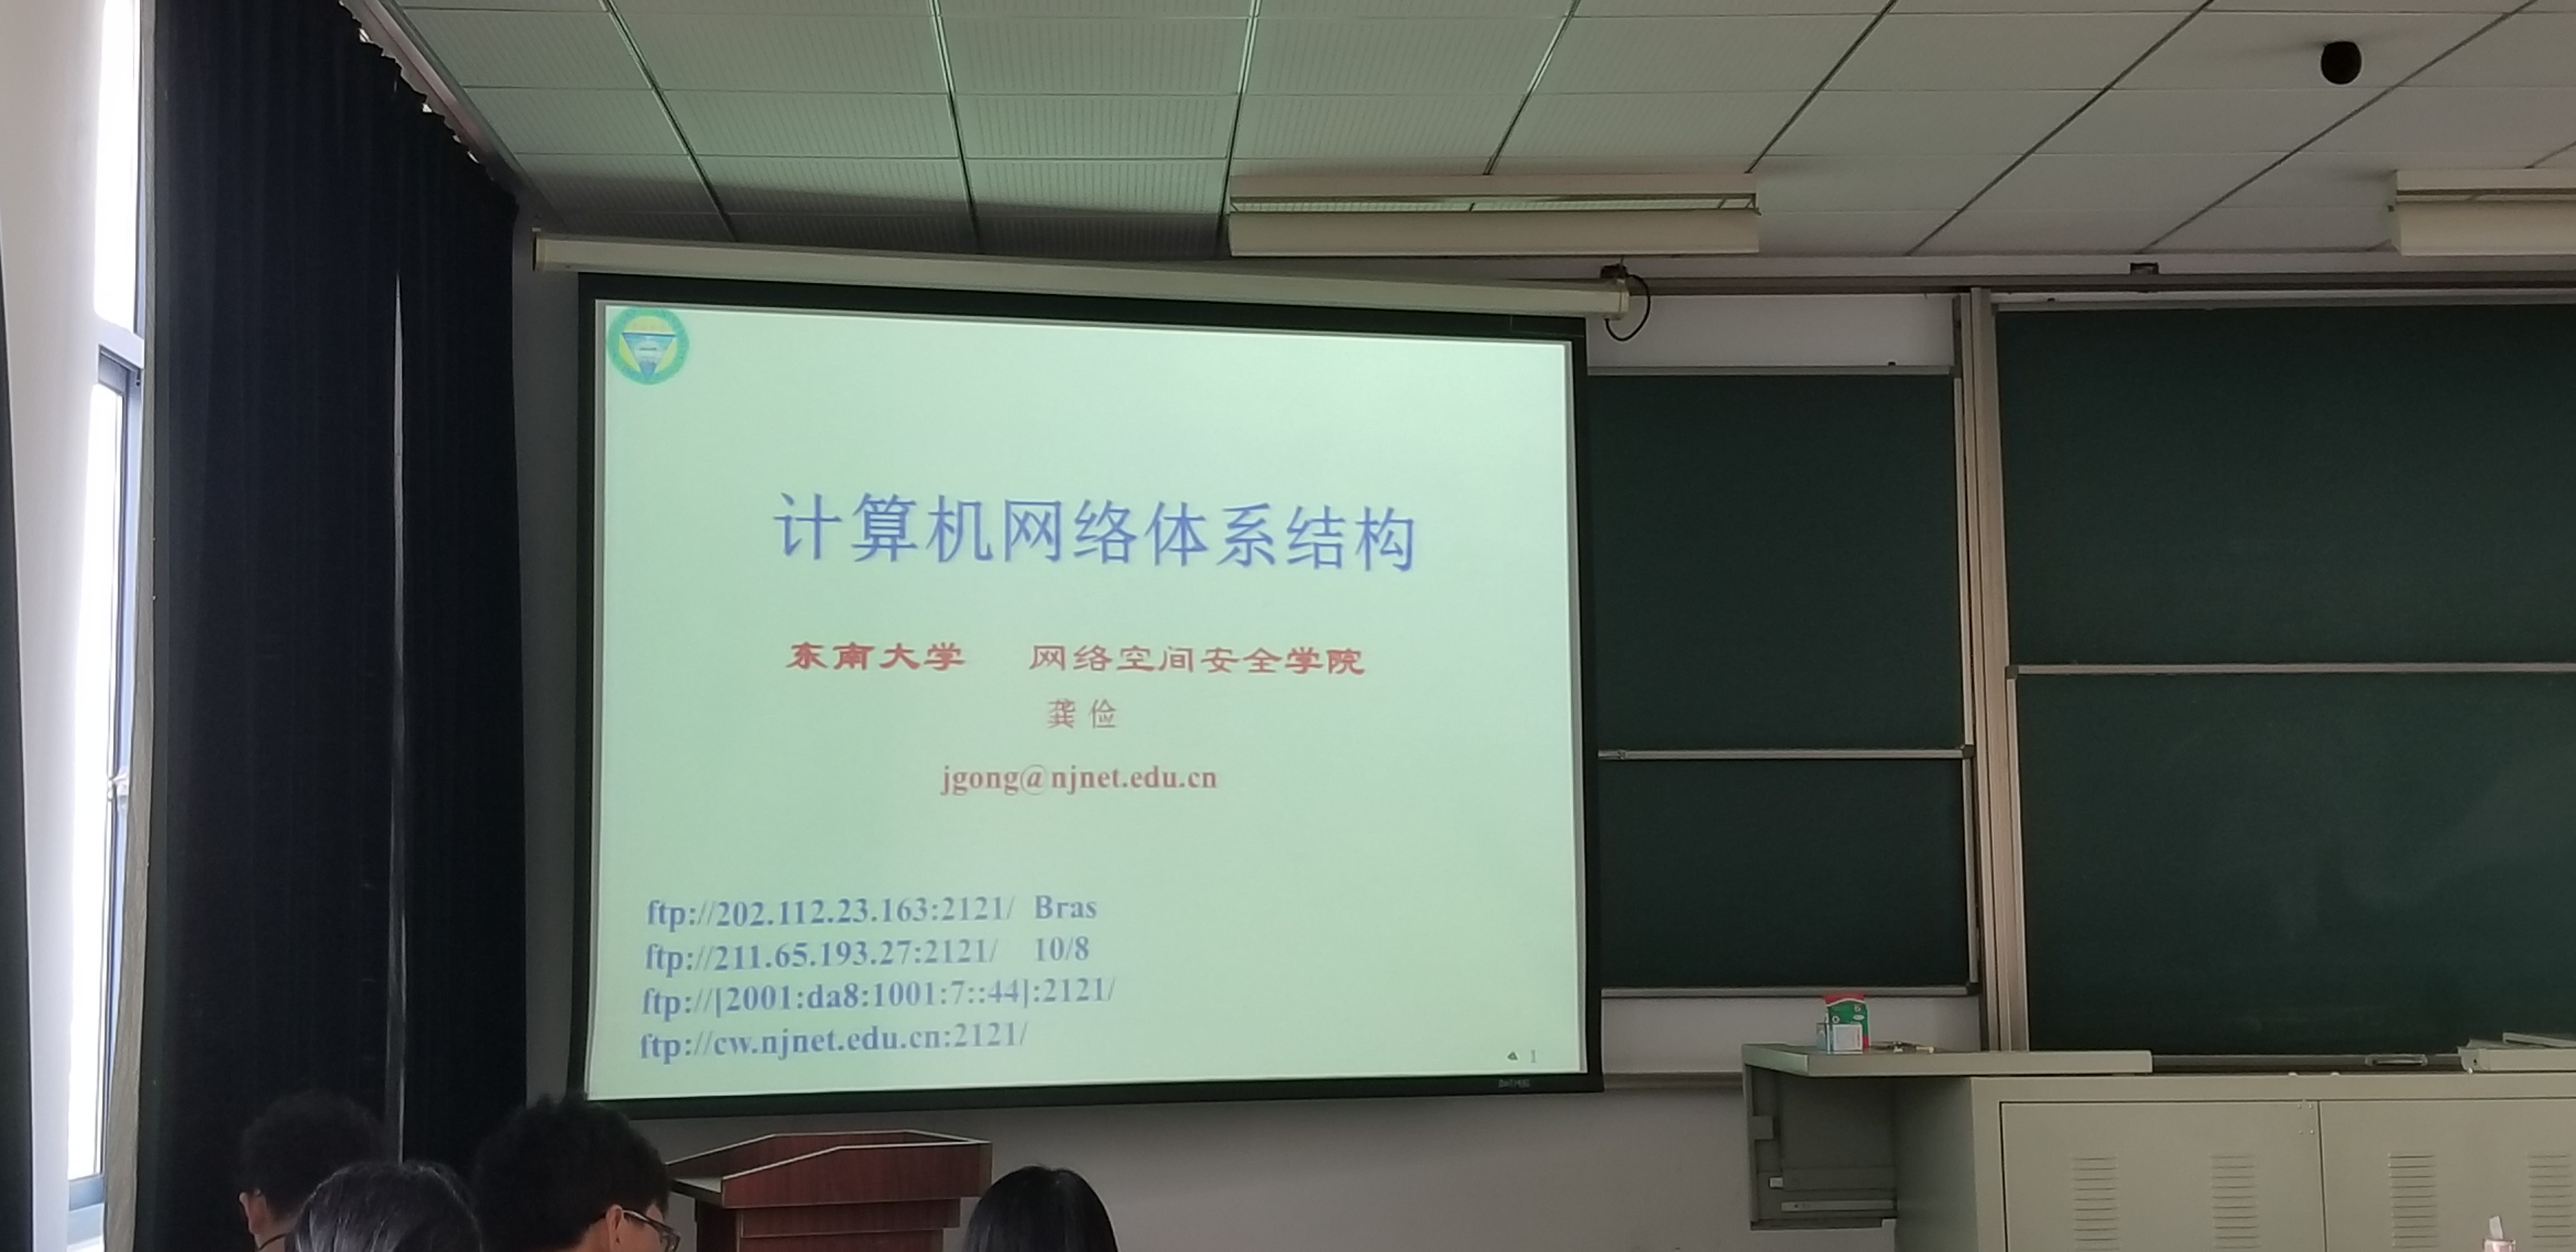 计算机网络体系结构
东南大学 网络空间安全学院
龚俭
jgong@njnet.edu.cn
ftp://202.112.23.163:2121/ Bras
ftp://211.65.193.27:2121/ 10/8
ftp://[2001:da8:1001:7::44]:2121/
ftp://cw.njnet.edu.cn:2121/
1